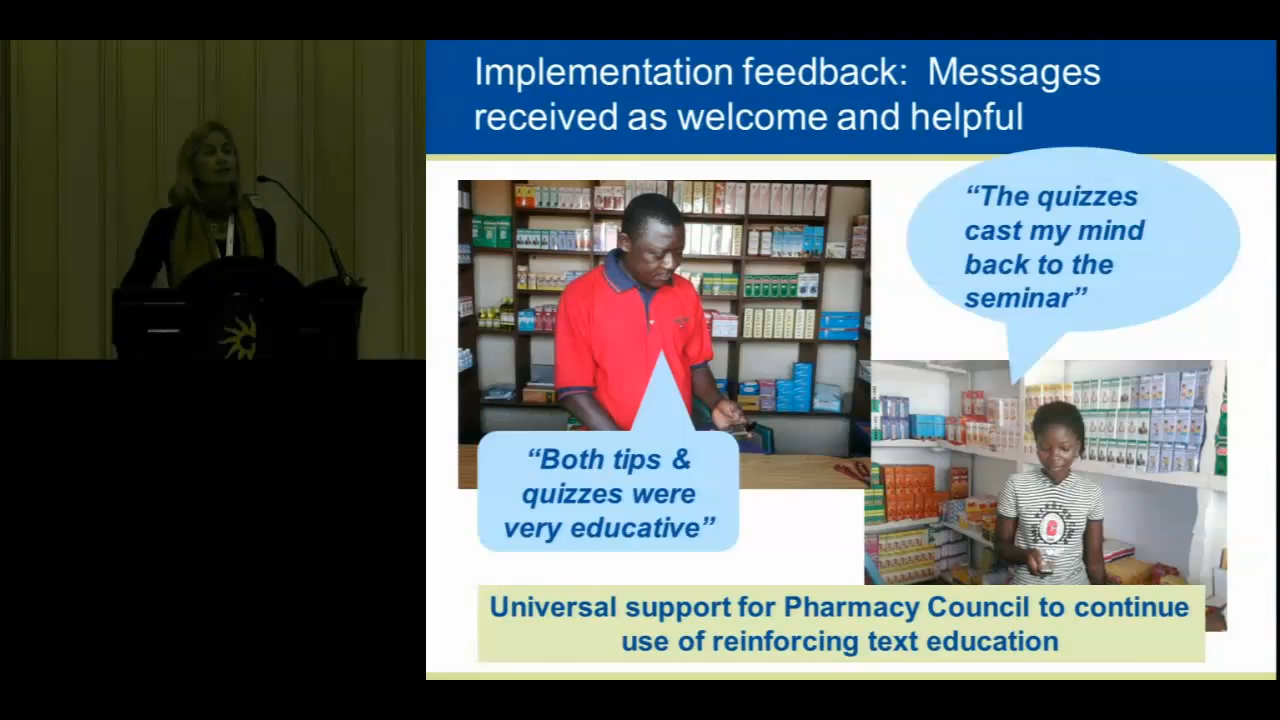 Implementation feedback:  Messages
received as welcome and helpful
“The quizzes
cast my mind
back to the
seminar”
“Both tips &
quizzes were
very educative”
Universal support for Pharmacy Council to continue
use of reinforcing text education